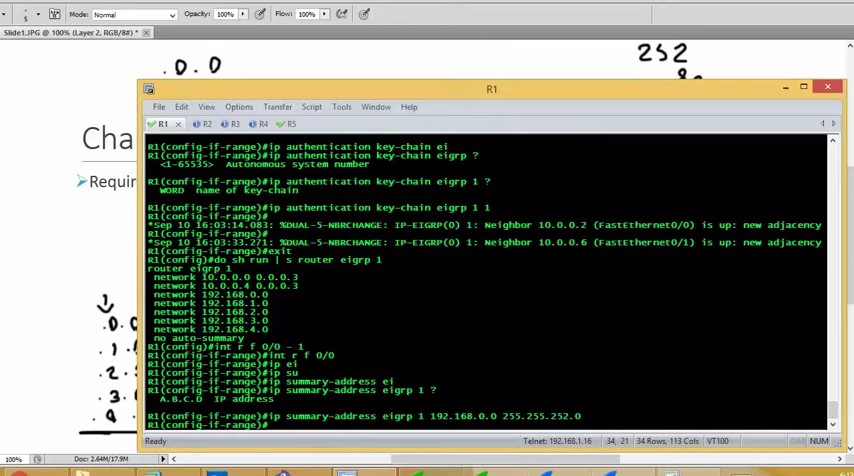 5 Mode: Normal Opacity: 100% Flow: 100%
Slide1.JPG @ 100% (Layer 2, RGB/8#) *
.0.0
252
R1
File Edit View Options Transfer Script Tools Window Help
R1 R2 R3 R4 R5
Cha
Requir
R1(config-if-range)#ip authentication key-chain ei
R1(config-if-range)#ip authentication key-chain eigrp ?
<1-65535> Autonomous system number
R1(config-if-range)#ip authentication key-chain eigrp 1 ?
WORD name of key-chain
R1(config-if-range)#ip authentication key-chain eigrp 1 1
R1(config-if-range)#
*Sep 10 16:03:14.083: %DUAL-5-NBRCHANGE: IP-EIGRP(0) 1: Neighbor 10.0.0.2 (FastEthernet0/0) is up: new adjacency
R1(config-if-range)#
*Sep 10 16:03:33.271: %DUAL-5-NBRCHANGE: IP-EIGRP(0) 1: Neighbor 10.0.0.6 (FastEthernet0/1) is up: new adjacency
R1(config-if-range)#exit
R1(config)#do sh run | s router eigrp 1
router eigrp 1
network 10.0.0.0 0.0.0.3
network 10.0.0.4 0.0.0.3
network 192.168.0.0
network 192.168.1.0
network 192.168.2.0
network 192.168.3.0
network 192.168.4.0
no auto-summary
R1(config)#int r f 0/0 - 1
R1(config-if-range)#int r f 0/0
R1(config-if-range)#ip ei
R1(config-if-range)#ip su
R1(config-if-range)#ip summary-address ei
R1(config-if-range)#ip summary-address eigrp 1 ?
A.B.C.D IP address
R1(config-if-range)#ip summary-address eigrp 1 192.168.0.0 255.255.252.0
R1(config-if-range)#
1
.0.0
.1.
.2.
.3.
.4.
Ready Telnet: 192.168.1.16 34, 21 34 Rows, 113 Cols VT100 CAP NUM
100% Doc: 2.64M/17.9M